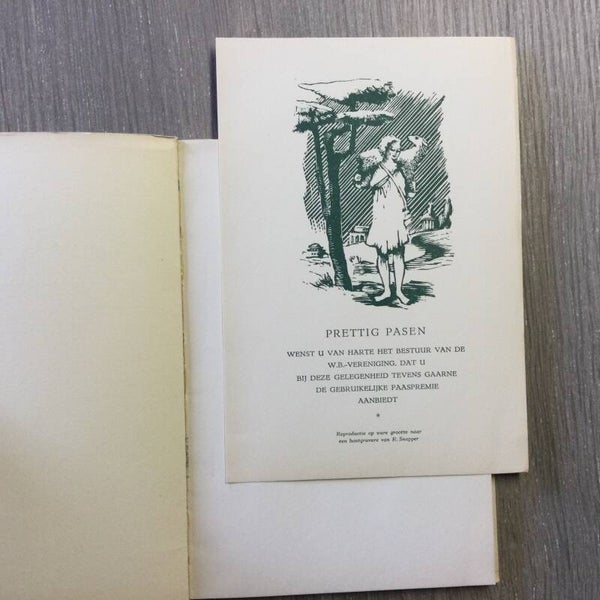 PRETTIG PASEN
WENST U VAN HARTE HET BESTUUR VAN DE
W.B.-VERENIGING, DAT U
BIJ DEZE GELEGENHEID TEVENS GAARNE
DE GEBRUIKELIJKE PAASPREMIE
AANBIEDT
*
Reproductie op ware grootte naar
een houtgravure van R. Snapper